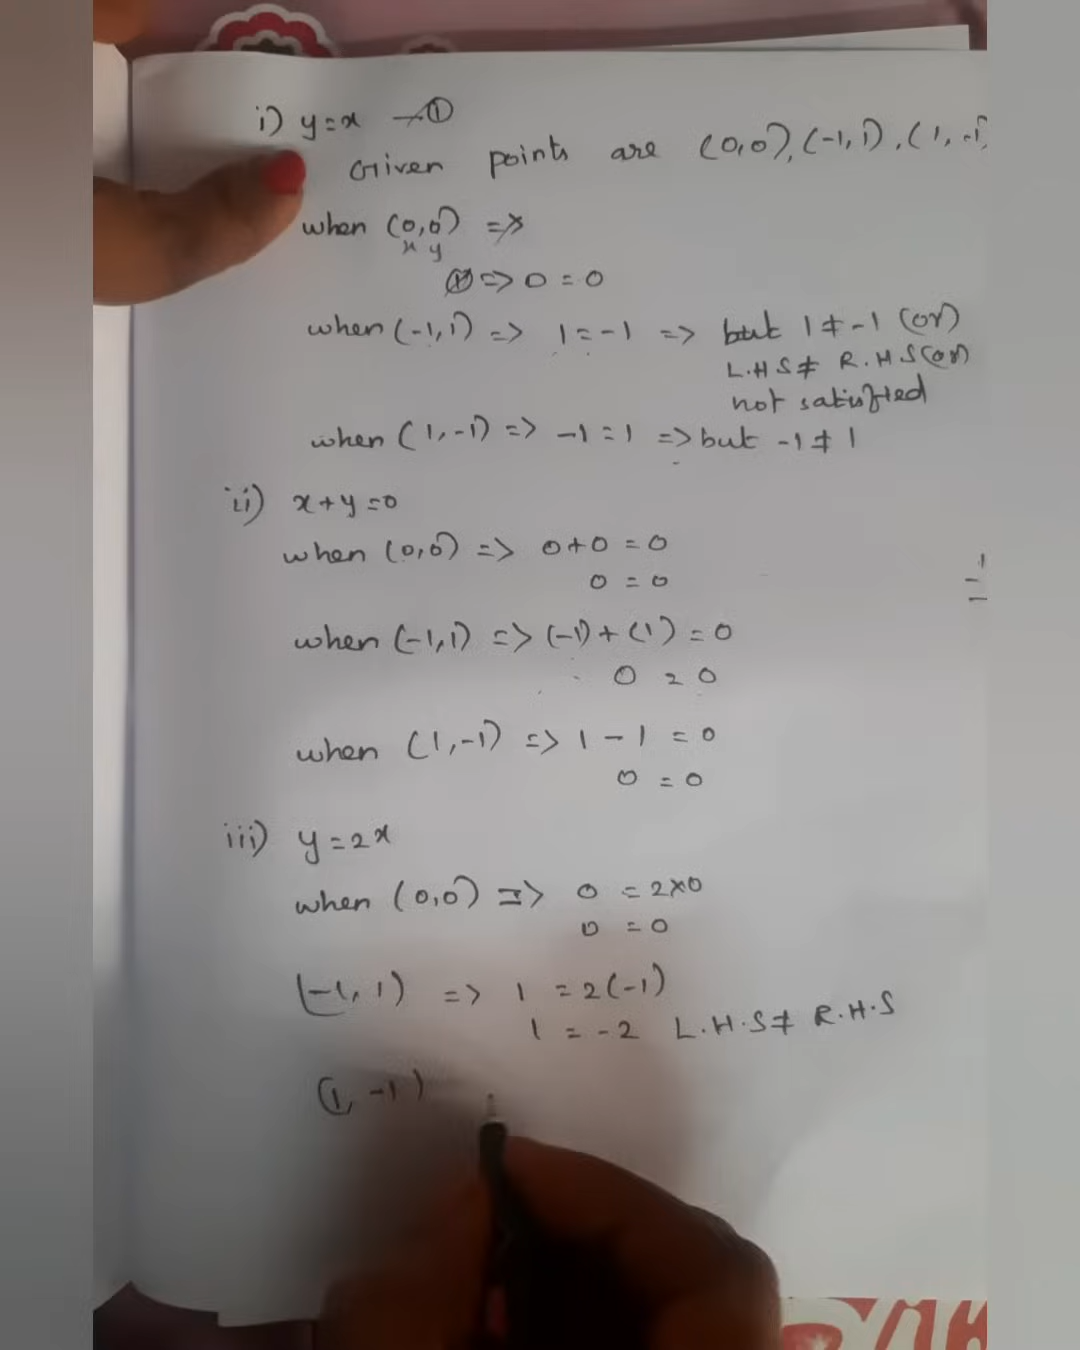 i) y=x —①
Given points are (0,0), (-1,1), (1,-1
when (0,0) =>
x y
① => 0 = 0
when (-1,1) => 1 = -1 => but 1 ≠ -1 (or)
L.H.S ≠ R.H.S (or)
not satisfied
when (1,-1) => -1 = 1 => but -1 ≠ 1
ii) x+y=0
when (0,0) => 0+0 = 0
0 = 0
when (-1,1) => (-1)+(1) = 0
0 = 0
when (1,-1) => 1 - 1 = 0
0 = 0
iii) y=2x
when (0,0) => 0 = 2×0
0 = 0
(-1,1) => 1 = 2(-1)
1 = -2 L.H.S ≠ R.H.S
(1,-1)